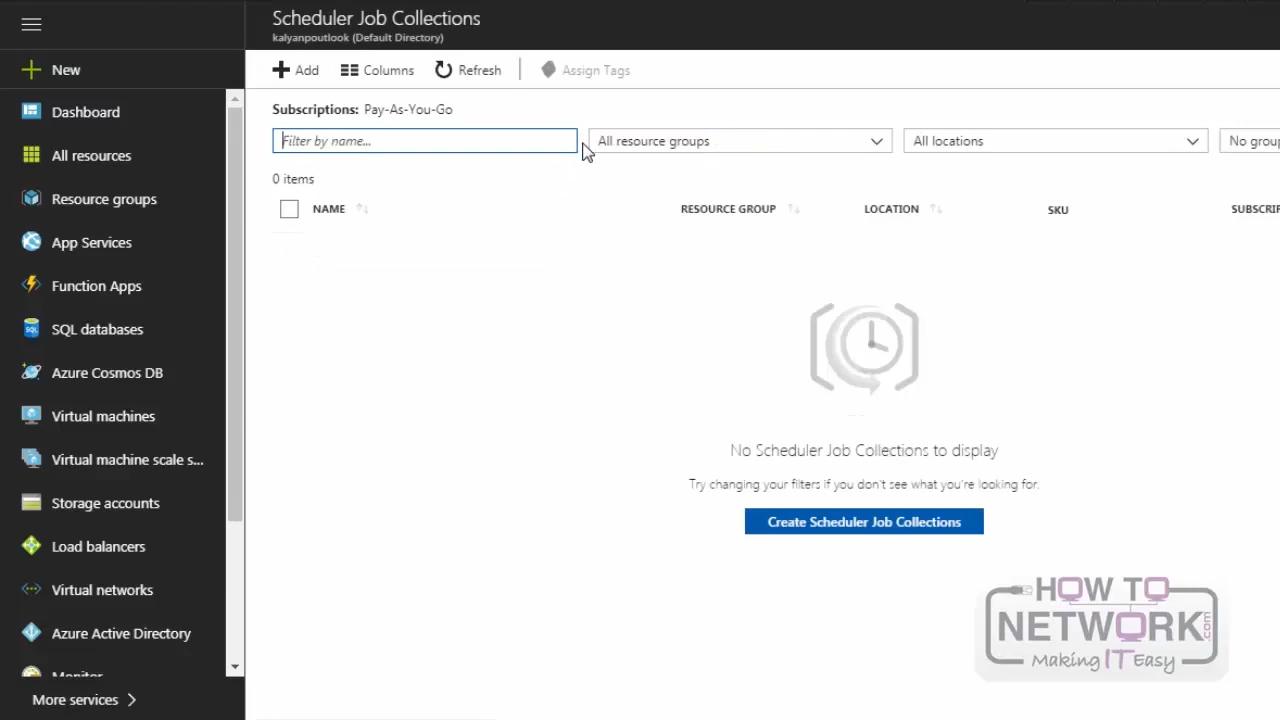 Scheduler Job Collections
kalyanpoutlook (Default Directory)
New
Dashboard
All resources
Resource groups
App Services
Function Apps
SQL databases
Azure Cosmos DB
Virtual machines
Virtual machine scale s...
Storage accounts
Load balancers
Virtual networks
Azure Active Directory
Monitor
More services
Add Columns Refresh Assign Tags
Subscriptions: Pay-As-You-Go
Filter by name... All resource groups All locations No group
0 items
NAME RESOURCE GROUP LOCATION SKU SUBSCRIP
No Scheduler Job Collections to display
Try changing your filters if you don't see what you're looking for.
Create Scheduler Job Collections
HOW TO
NETWORK.com
Making IT Easy